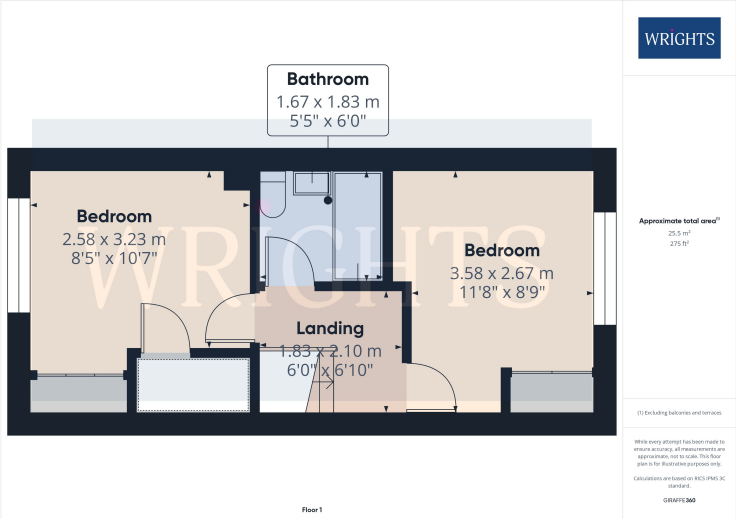 WRIGHTS
Bathroom
1.67 x 1.83 m
5'5" x 6'0"
Bedroom
2.58 x 3.23 m
8'5" x 10'7"
Bedroom
3.58 x 2.67 m
11'8" x 8'9"
WRIGHTS
Landing
1.83 x 2.10 m
6'0" x 6'10"
Floor 1
Approximate total area(1)
25.5 m²
275 ft²
(1) Excluding balconies and terraces
While every attempt has been made to
ensure accuracy, all measurements are
approximate, not to scale. This floor
plan is for illustrative purposes only.
Calculations are based on RICS IPMS 3C
standard.
GIRAFFE360